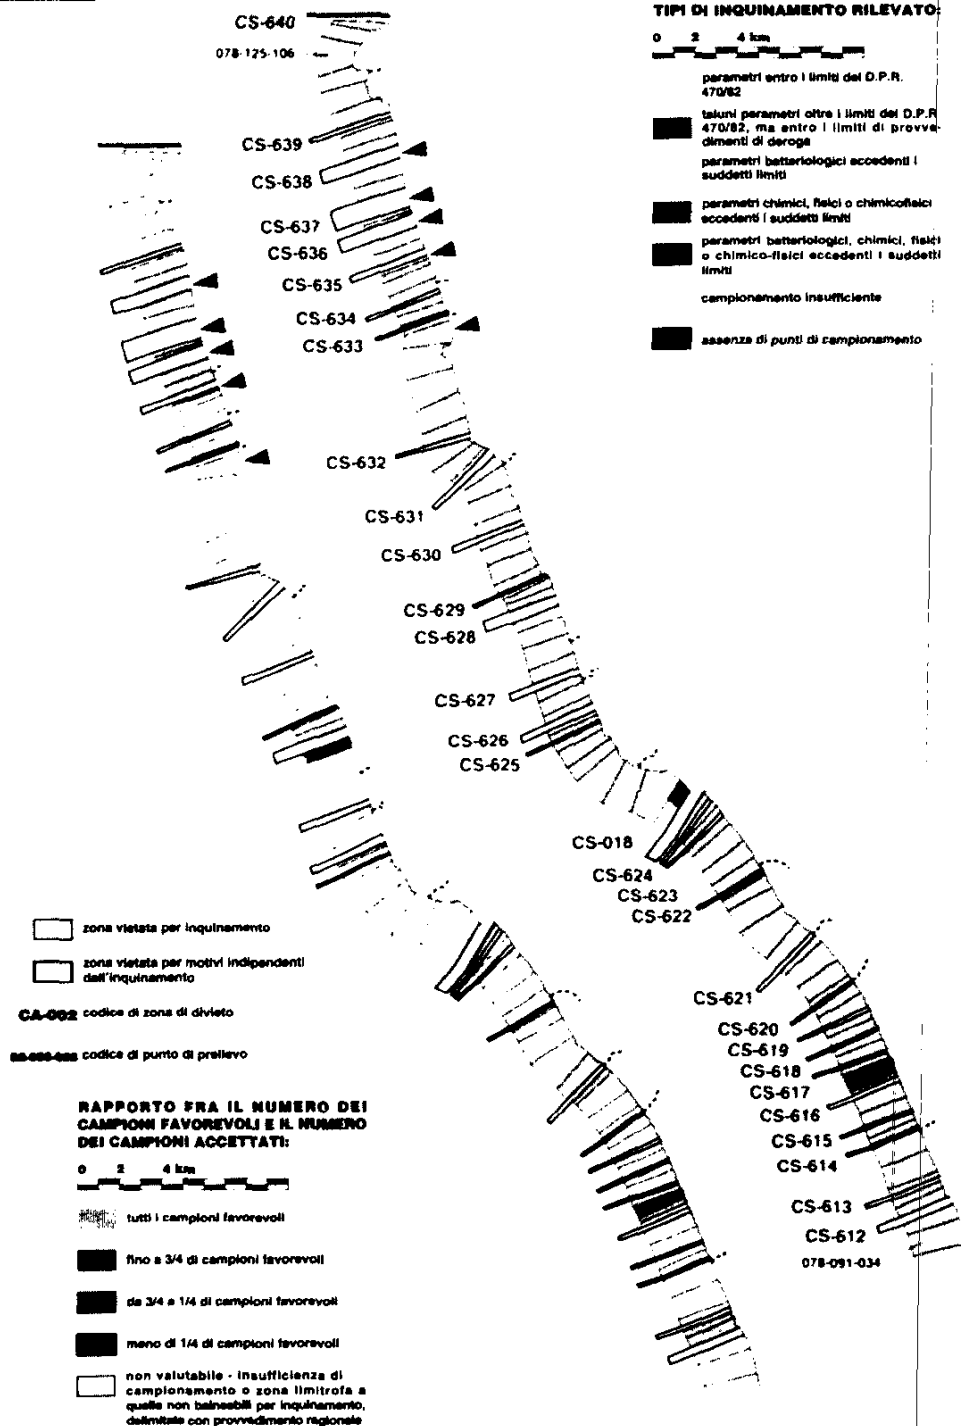 TIPI DI INQUINAMENTO RILEVATO:
0 2 4 km
parametri entro i limiti del D.P.R.
470/82
taluni parametri oltre i limiti del D.P.R
470/82, ma entro i limiti di provve-
dimenti di deroga
parametri batteriologici eccedenti i
suddetti limiti
parametri chimici, fisici o chimicofisici
eccedenti i suddetti limiti
parametri batteriologici, chimici, fisici
o chimico-fisici eccedenti i suddetti
limiti
campionamento insufficiente
assenza di punti di campionamento
CS-640
078-125-106
CS-639
CS-638
CS-637
CS-636
CS-635
CS-634
CS-633
CS-632
CS-631
CS-630
CS-629
CS-628
CS-627
CS-626
CS-625
CS-018
CS-624
CS-623
CS-622
CS-621
CS-620
CS-619
CS-618
CS-617
CS-616
CS-615
CS-614
CS-613
CS-612
078-091-034
zona vietata per inquinamento
zona vietata per motivi indipendenti
dall'inquinamento
CA-002 codice di zona di divieto
codice di punto di prelievo
RAPPORTO FRA IL NUMERO DEI
CAMPIONI FAVOREVOLI E IL NUMERO
DEI CAMPIONI ACCETTATI:
0 2 4 km
tutti i campioni favorevoli
fino a 3/4 di campioni favorevoli
da 3/4 a 1/4 di campioni favorevoli
meno di 1/4 di campioni favorevoli
non valutabile - insufficienza di
campionamento o zona limitrofa a
quelle non balneabili per inquinamento,
delimitate con provvedimento regionale